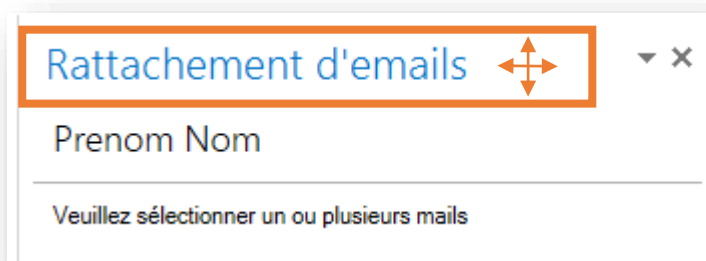 Rattachement d'emails
Prenom Nom
Veuillez sélectionner un ou plusieurs mails